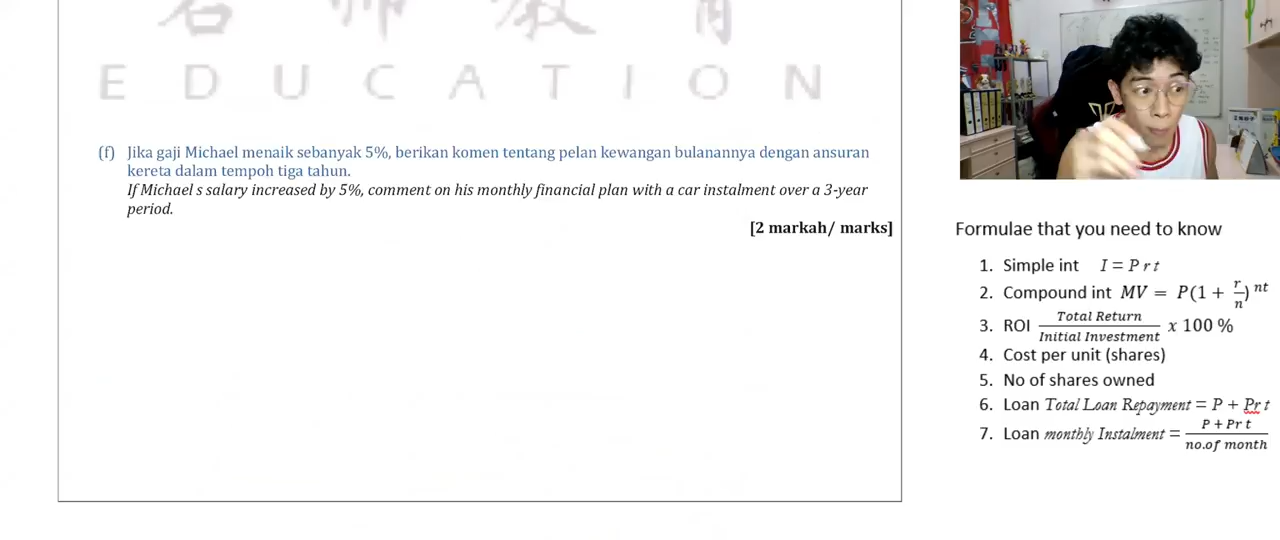 E D U C A T I O N
(f) Jika gaji Michael menaik sebanyak 5%, berikan komen tentang pelan kewangan bulanannya dengan ansuran
kereta dalam tempoh tiga tahun.
If Michael s salary increased by 5%, comment on his monthly financial plan with a car instalment over a 3-year
period.
[2 markah/ marks]
Formulae that you need to know
1. Simple int I = P r t
2. Compound int MV = P(1 + r/n)^nt
3. ROI Total Return/Initial Investment x 100 %
4. Cost per unit (shares)
5. No of shares owned
6. Loan Total Loan Repayment = P + Pr t
7. Loan monthly Instalment = P + Pr t/no.of month